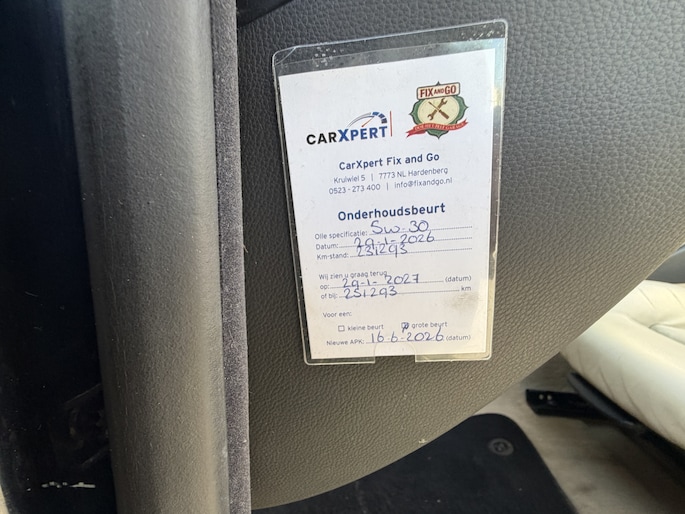 CARXPERT
FIX AND GO
CarXpert Fix and Go
Kruiwiel 5 | 7773 NL Hardenberg
0523 - 273 400 | info@fixandgo.nl
Onderhoudsbeurt
Olie specificatie: 5W-30
Datum: 29-1-2026
Km-stand: 231293
Wij zien u graag terug
op: 29-1-2027 (datum)
of bij: 251293 km
Voor een:
kleine beurt grote beurt
Nieuwe APK: 16-6-2026 (datum)